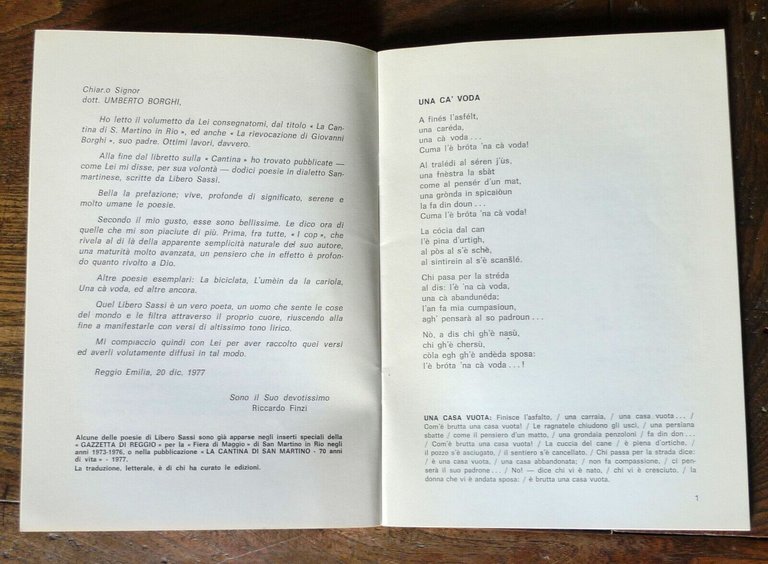 Chiar.o Signor
dott. UMBERTO BORGHI,
Ho letto il volumetto da Lei consegnatomi, dal titolo « La Can-
tina di S. Martino in Rio », ed anche « La rievocazione di Giovanni
Borghi », suo padre. Ottimi lavori, davvero.
Alla fine dal libretto sulla « Cantina » ho trovato pubblicate —
come Lei mi disse, per sua volontà — dodici poesie in dialetto San-
martinese, scritte da Libero Sassi.
Bella la prefazione; vive, profonde di significato, serene e
molto umane le poesie.
Secondo il mio gusto, esse sono bellissime. Le dico ora di
quelle che mi son piaciute di più. Prima, fra tutte, « I cop », che
rivela al di là della apparente semplicità naturale del suo autore,
una maturità molto avanzata, un pensiero che in effetto è profon-
do quanto rivolto a Dio.
Altre poesie esemplari: La biciclata, L'umèin da la cariola,
Una cà voda, ed altre ancora.
Quel Libero Sassi è un vero poeta, un uomo che sente le cose
del mondo e le filtra attraverso il proprio cuore, riuscendo alla
fine a manifestarle con versi di altissimo tono lirico.
Mi compiaccio quindi con Lei per aver raccolto quei versi
ed averli volutamente diffusi in tal modo.
Reggio Emilia, 20 dic. 1977
Sono il Suo devotissimo
Riccardo Finzi
Alcune delle poesie di Libero Sassi sono già apparse negli inserti speciali della
« GAZZETTA DI REGGIO » per la « Fiera di Maggio » di San Martino in Rio negli
anni 1973-1976, o nella pubblicazione « LA CANTINA DI SAN MARTINO - 70 anni
di vita » - 1977.
La traduzione, letterale, è di chi ha curato le edizioni.
UNA CA' VODA
A finés l'asfélt,
una caréda,
una cà voda . . .
Cuma l'è bróta 'na cà voda!
Al tralédi al séren j'ùs,
una fnèstra la sbàt
come al pensér d'un mat,
una grònda in spicaiòun
la fa din doun . . .
Cuma l'è bróta 'na cà voda!
La còcia dal can
l'è pina d'urtigh,
al pòs al s'è schè,
al sintirein al s'è scanslé.
Chi pasa per la stréda
al dis: l'è 'na cà voda,
una cà abandunéda;
l'an fa mia cumpasioun,
agh' pensarà al so padroun . . .
Nò, a dis chi gh'è nasù,
chi gh'è chersù,
còla egh gh'è andèda sposa:
l'è bróta 'na cà voda . . . !
UNA CASA VUOTA: Finisce l'asfalto, / una carraia, / una casa vuota . . . /
Com'è brutta una casa vuota! / Le ragnatele chiudono gli usci, / una persiana
sbatte / come il pensiero d'un matto, / una grondaia penzoloni / fa din don . . .
/ Com'è brutta una casa vuota! / La cuccia del cane / è piena d'ortiche, /
il pozzo s'è asciugato, / il sentiero s'è cancellato. / Chi passa per la strada dice:
/ è una casa vuota, / una casa abbandonata; / non fa compassione, / ci pen-
serà il suo padrone . . . / No! — dice chi vi è nato, / chi vi è cresciuto, / la
donna che vi è andata sposa: / è brutta una casa vuota.
1